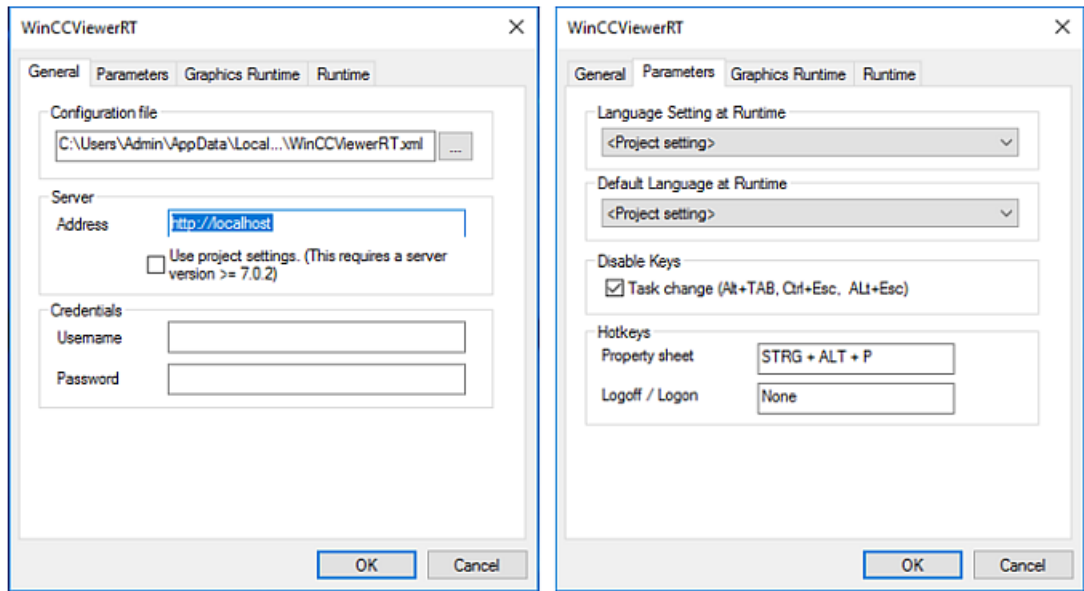 WinCCViewerRT
General Parameters Graphics Runtime Runtime
Configuration file
C:\Users\Admin\AppData\Local...\WinCCViewerRT.xml ...
Server
Address http://localhost
Use project settings. (This requires a server
version >= 7.0.2)
Credentials
Username
Password
OK Cancel
WinCCViewerRT
General Parameters Graphics Runtime Runtime
Language Setting at Runtime
<Project setting>
Default Language at Runtime
<Project setting>
Disable Keys
Task change (Alt+TAB, Ctrl+Esc, ALt+Esc)
Hotkeys
Property sheet STRG + ALT + P
Logoff / Logon None
OK Cancel